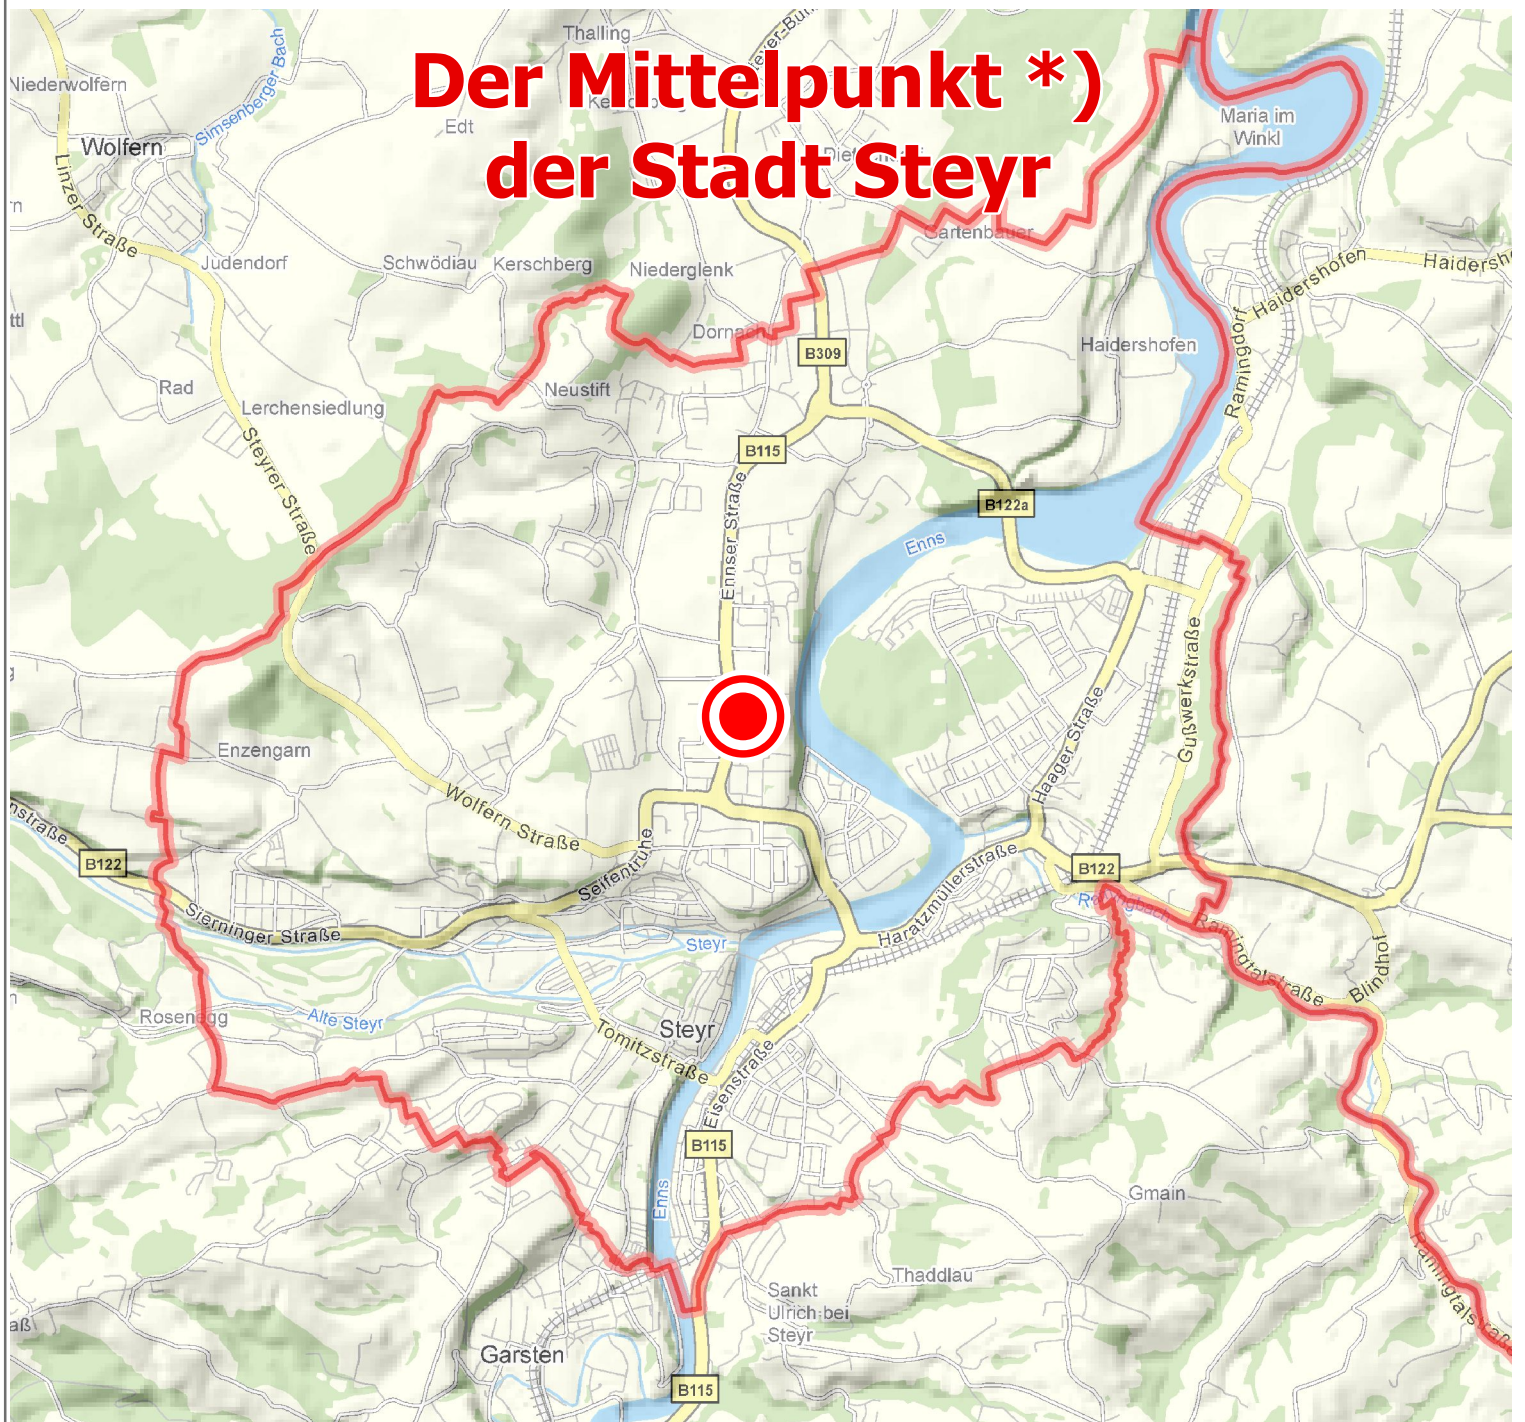 Der Mittelpunkt *)
der Stadt Steyr
Thalling
Niederwolfern
Simsenberger Bach
Edt
Wolfern
Linzer Straße
Maria im
Winkl
Gartenbauer
Judendorf
Schwödiau
Kerschberg
Niederglenk
Haidershofen
Dornach
B309
Haidershofen
Ramingdorf
Rad
Neustift
Lerchensiedlung
Steyrer Straße
B115
Ennser Straße
B122a
Enns
Gußwerkstraße
Haager Straße
Enzengarn
Wolfern Straße
Seifentruhe
B122
B122
Sierninger Straße
Haratzmüllerstraße
Steyr
Ramingtalstraße
Blindhof
Rosenegg
Alte Steyr
Steyr
Tomitzstraße
Eisenstraße
B115
Enns
Gmain
Thaddlau
Sankt
Ulrich bei
Steyr
Ramingtalstraße
Garsten
B115